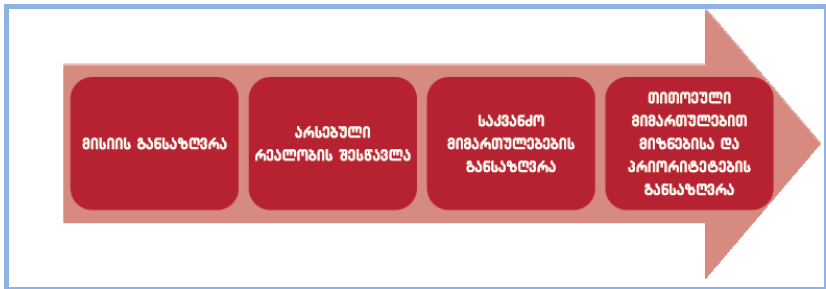 მისიის განსაზღვრა
არსებული
რეალობის შესწავლა
საკვანძო
მიმართულებების
განსაზღვრა
თითოეული
მიმართულებით
მიზნებისა და
პრიორიტეტების
განსაზღვრა